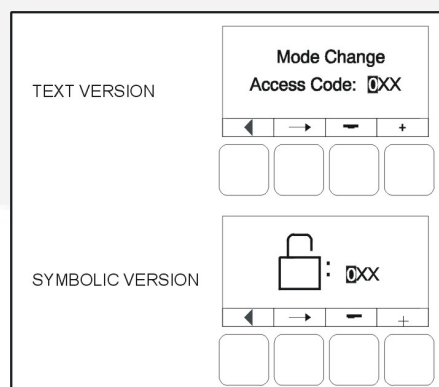 TEXT VERSION
Mode Change
Access Code: 0XX
◀ → - +
SYMBOLIC VERSION
: 0XX
◀ → - +